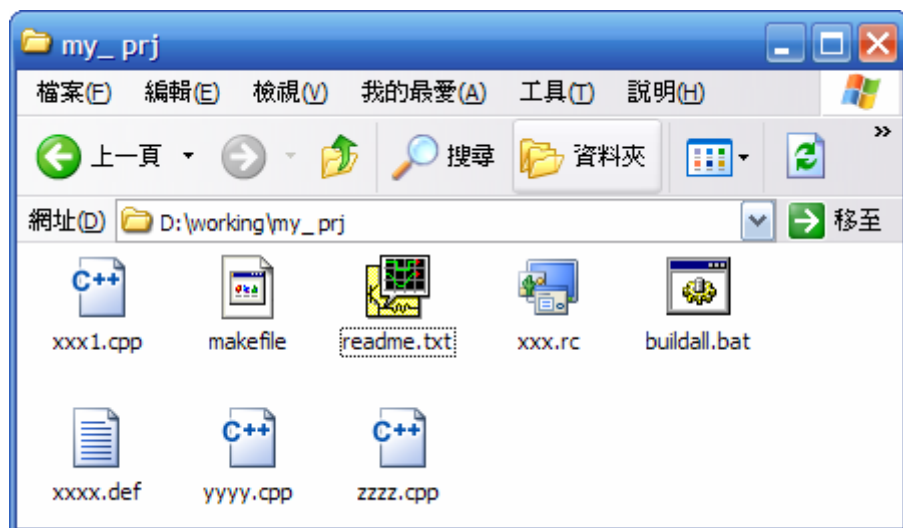 my_ prj
檔案(F) 編輯(E) 檢視(V) 我的最愛(A) 工具(T) 說明(H)
上一頁 搜尋 資料夾 »
網址(D) D:\working\my_ prj 移至
C++
xxx1.cpp makefile readme.txt xxx.rc buildall.bat
C++ C++
xxxx.def yyyy.cpp zzzz.cpp